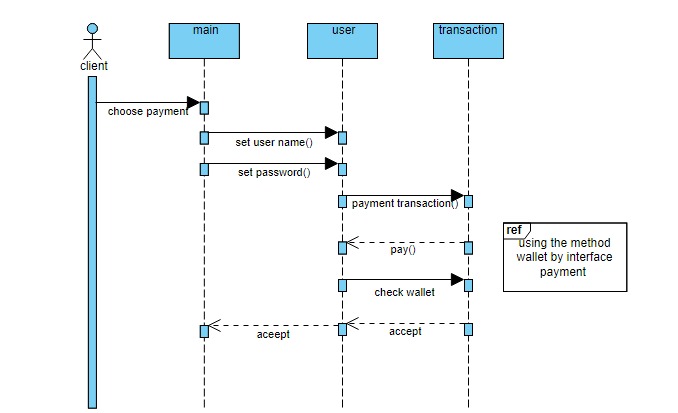 main
user
transaction
client
choose payment
set user name()
set password()
payment transaction()
ref
using the method
wallet by interface
payment
pay()
check wallet
aceept
accept